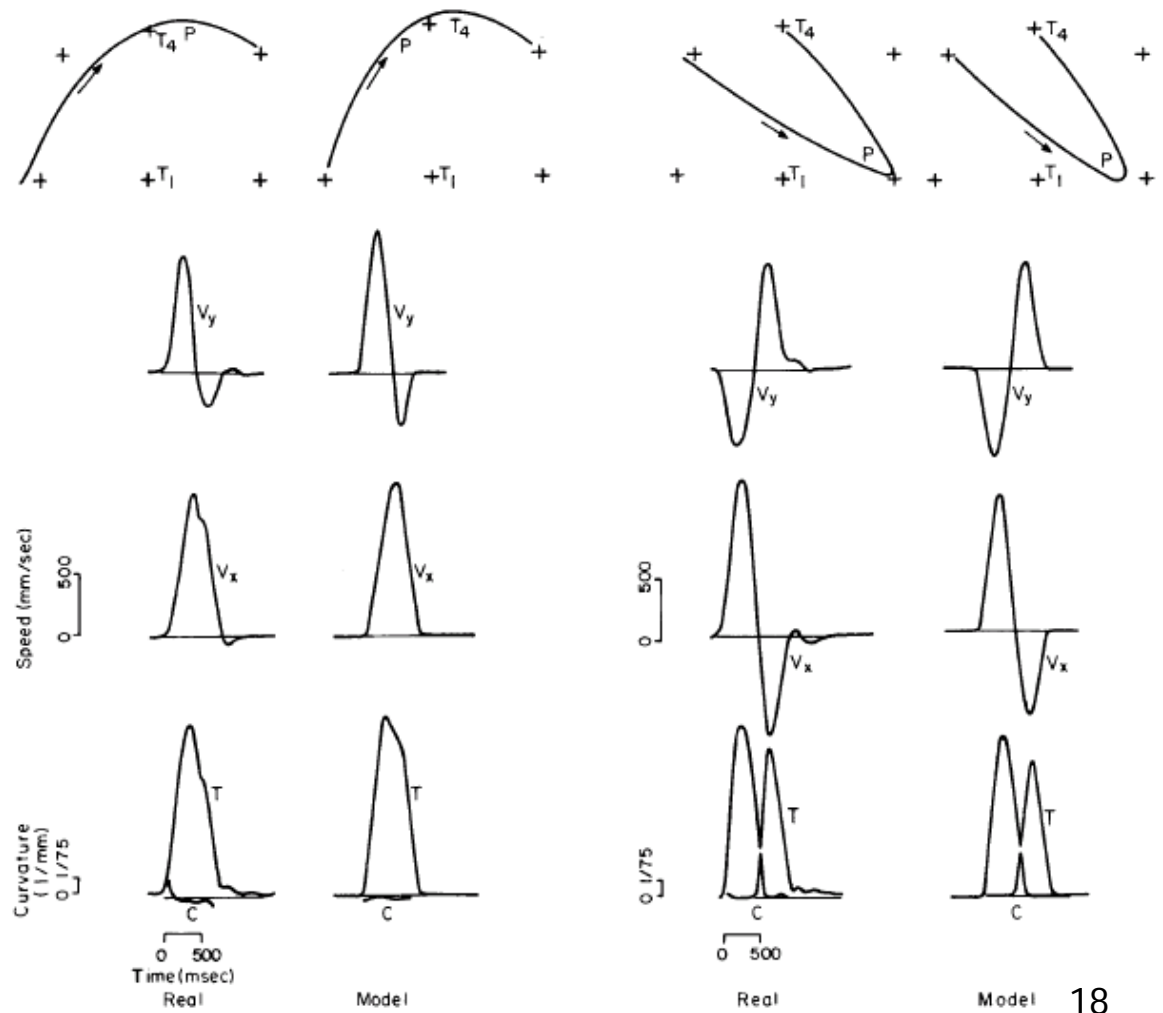 T4 P
P T4
T4
T4
T1
T1
P
T1
P
T1
Vy
Vy
Vy
Vy
Speed (mm/sec)
500
0
Vx
Vx
500
0
Vx
Vx
Curvature
(1/mm)
0 1/75
T
T
0 1/75
T
T
C
C
C
C
0 500
Time (msec)
0 500
Real
Model
Real
Model
18